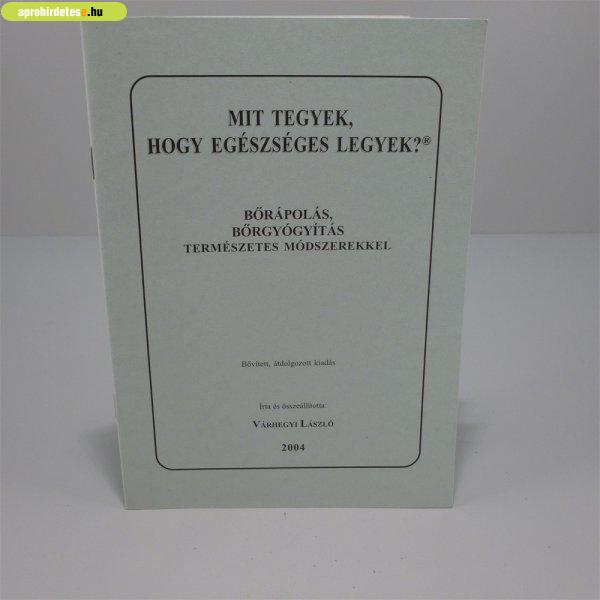 aprohirdetese.hu
MIT TEGYEK,
HOGY EGÉSZSÉGES LEGYEK?®
BŐRÁPOLÁS,
BŐRGYÓGYÍTÁS
TERMÉSZETES MÓDSZEREKKEL
Bővített, átdolgozott kiadás
Írta és összeállította:
VÁRHEGYI LÁSZLÓ
2004